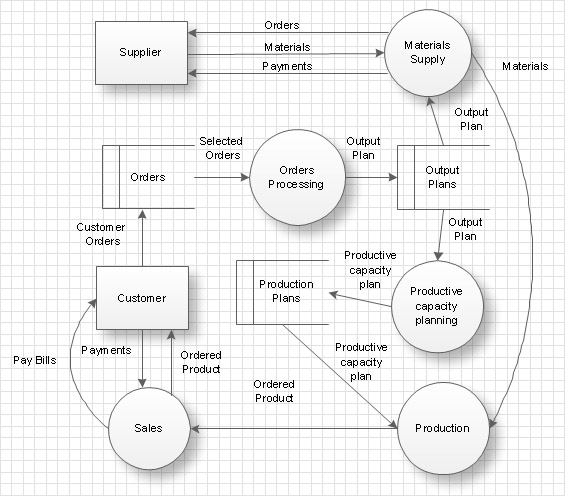 Orders
Supplier
Materials
Materials
Supply
Payments
Materials
Output
Plan
Selected
Orders
Output
Plan
Orders
Orders
Processing
Output
Plans
Customer
Orders
Output
Plan
Productive
capacity
plan
Customer
Production
Plans
Productive
capacity
planning
Pay Bills
Payments
Ordered
Product
Productive
capacity
plan
Ordered
Product
Sales
Production